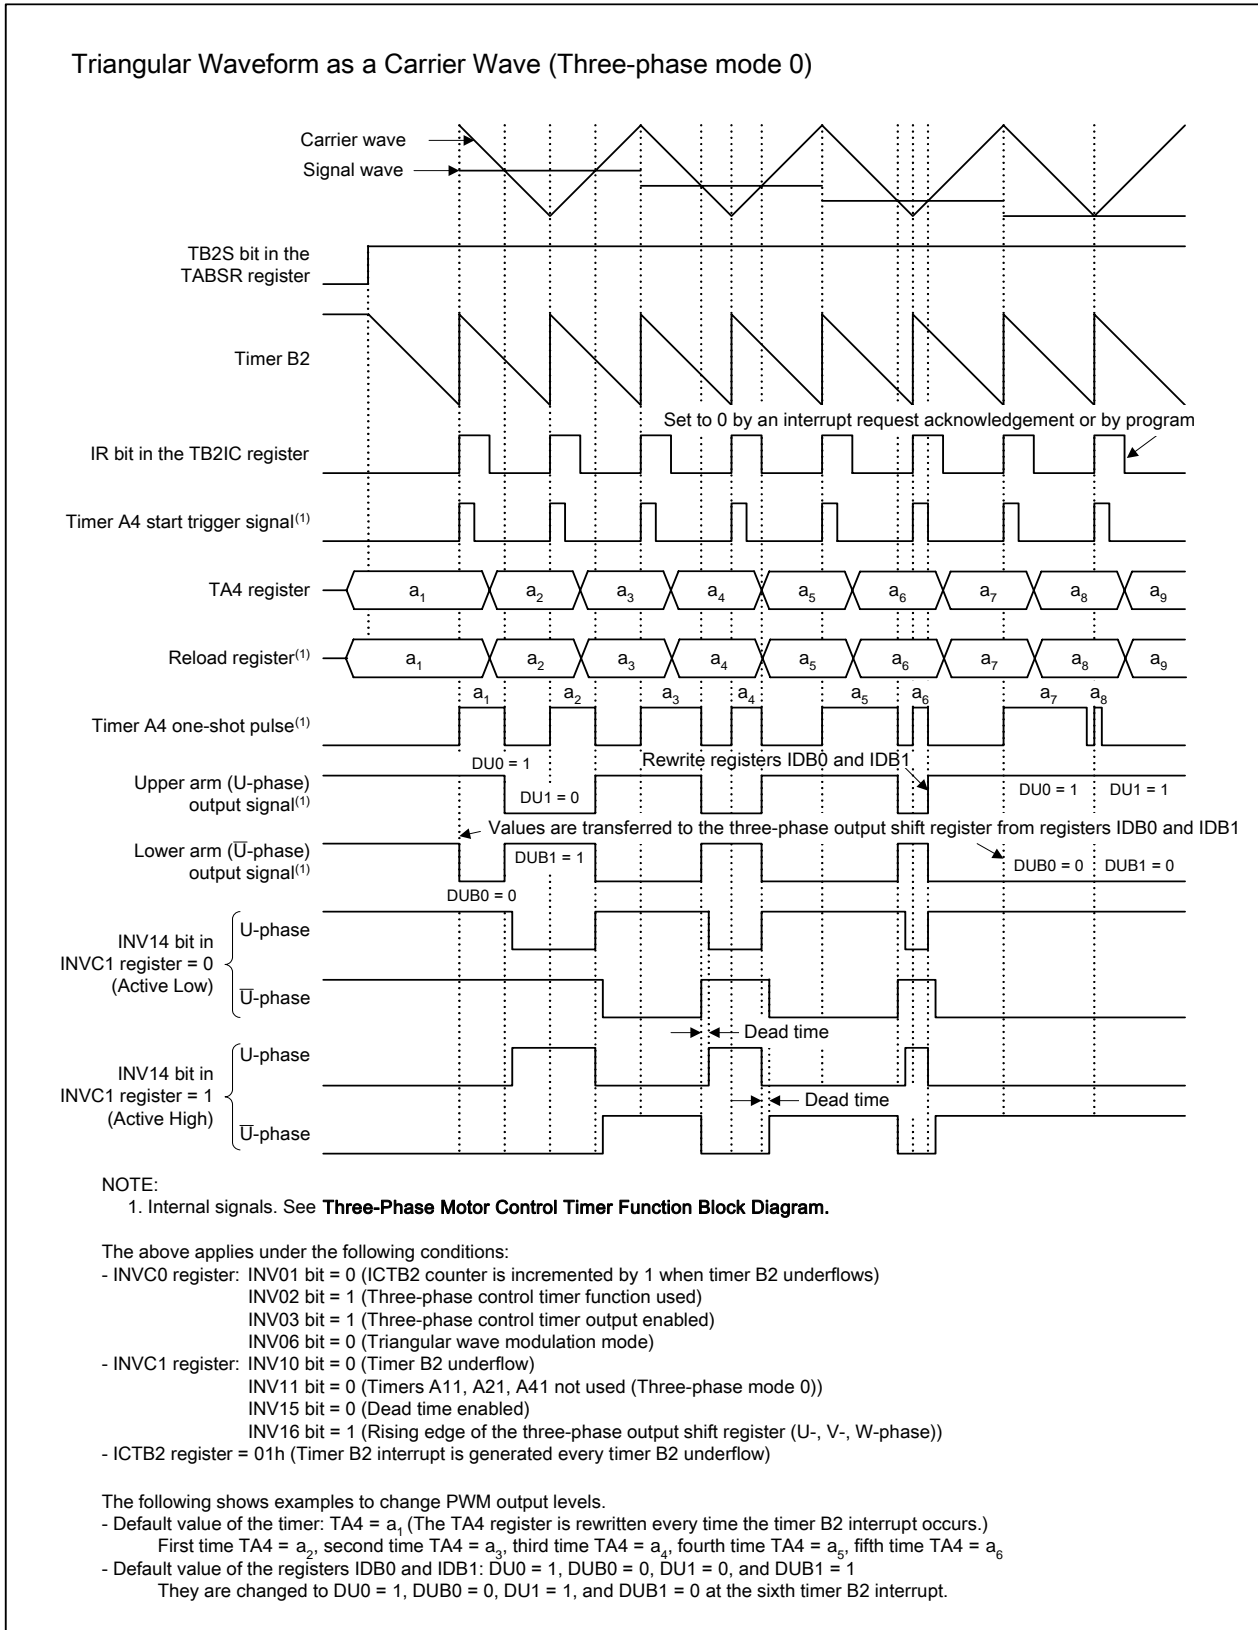 Triangular Waveform as a Carrier Wave (Three-phase mode 0)
Carrier wave
Signal wave
TB2S bit in the
TABSR register
Timer B2
Set to 0 by an interrupt request acknowledgement or by program
IR bit in the TB2IC register
Timer A4 start trigger signal(1)
TA4 register
a1 a2 a3 a4 a5 a6 a7 a8 a9
Reload register(1)
a1 a2 a3 a4 a5 a6 a7 a8 a9
a1 a2 a3 a4 a5 a6 a7 a8
Timer A4 one-shot pulse(1)
Rewrite registers IDB0 and IDB1
DU0 = 1
Upper arm (U-phase)
output signal(1)
DU1 = 0
DU0 = 1 DU1 = 1
Values are transferred to the three-phase output shift register from registers IDB0 and IDB1
Lower arm (U̅-phase)
output signal(1)
DUB1 = 1
DUB0 = 0 DUB1 = 0
DUB0 = 0
INV14 bit in
INVC1 register = 0
(Active Low)
U-phase
U̅-phase
Dead time
INV14 bit in
INVC1 register = 1
(Active High)
U-phase
Dead time
U̅-phase
NOTE:
1. Internal signals. See Three-Phase Motor Control Timer Function Block Diagram.
The above applies under the following conditions:
- INVC0 register: INV01 bit = 0 (ICTB2 counter is incremented by 1 when timer B2 underflows)
INV02 bit = 1 (Three-phase control timer function used)
INV03 bit = 1 (Three-phase control timer output enabled)
INV06 bit = 0 (Triangular wave modulation mode)
- INVC1 register: INV10 bit = 0 (Timer B2 underflow)
INV11 bit = 0 (Timers A11, A21, A41 not used (Three-phase mode 0))
INV15 bit = 0 (Dead time enabled)
INV16 bit = 1 (Rising edge of the three-phase output shift register (U-, V-, W-phase))
- ICTB2 register = 01h (Timer B2 interrupt is generated every timer B2 underflow)
The following shows examples to change PWM output levels.
- Default value of the timer: TA4 = a1 (The TA4 register is rewritten every time the timer B2 interrupt occurs.)
First time TA4 = a2, second time TA4 = a3, third time TA4 = a4, fourth time TA4 = a5, fifth time TA4 = a6
- Default value of the registers IDB0 and IDB1: DU0 = 1, DUB0 = 0, DU1 = 0, and DUB1 = 1
They are changed to DU0 = 1, DUB0 = 0, DU1 = 1, and DUB1 = 0 at the sixth timer B2 interrupt.